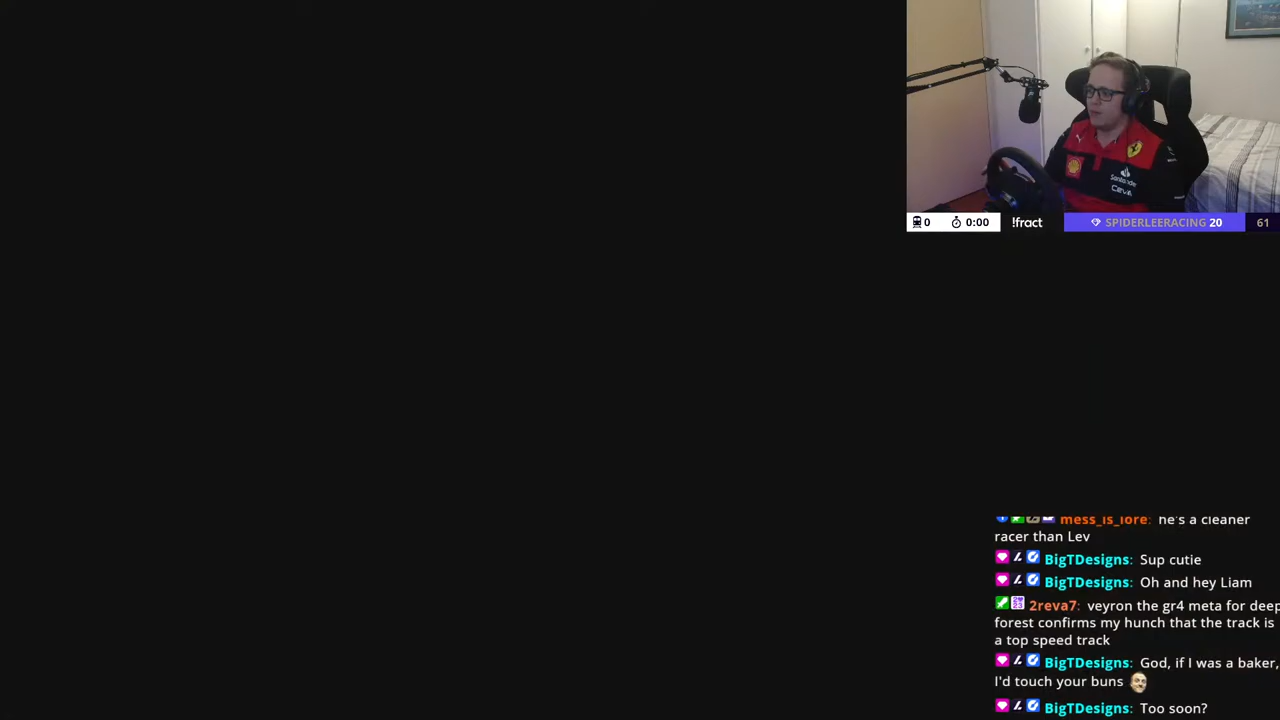 Santander
Ceva
0 0:00 !fract SPIDERLEERACING 20 61
mess_is_lore: he's a cleaner
racer than Lev
BigTDesigns: Sup cutie
BigTDesigns: Oh and hey Liam
2reva7: veyron the gr4 meta for deep
forest confirms my hunch that the track is
a top speed track
BigTDesigns: God, if I was a baker,
I'd touch your buns
BigTDesigns: Too soon?